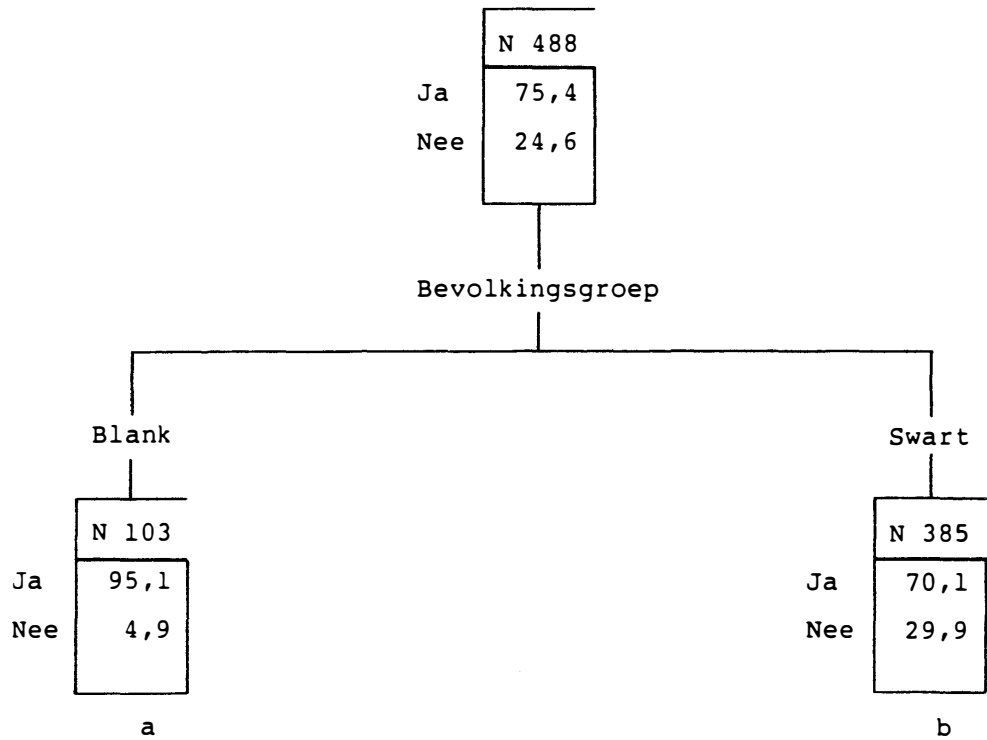 N 488
Ja 75,4
Nee 24,6
Bevolkingsgroep
Blank Swart
N 103 N 385
Ja 95,1 Ja 70,1
Nee 4,9 Nee 29,9
a b